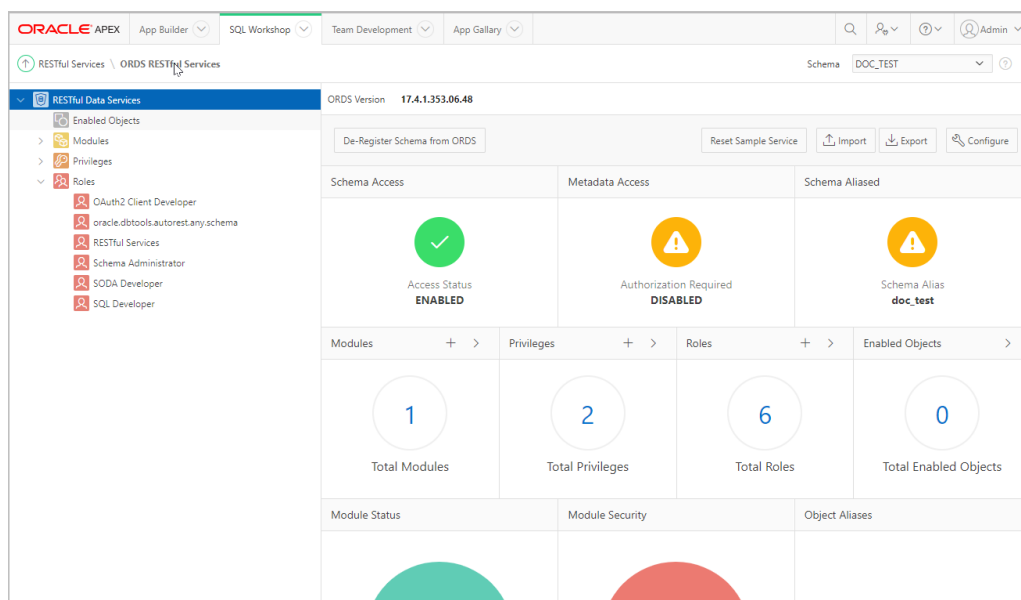 ORACLE APEX App Builder SQL Workshop Team Development App Gallary Admin
RESTful Services \ ORDS RESTful Services Schema DOC_TEST
RESTful Data Services
Enabled Objects
Modules
Privileges
Roles
OAuth2 Client Developer
oracle.dbtools.autorest.any.schema
RESTful Services
Schema Administrator
SODA Developer
SQL Developer
ORDS Version 17.4.1.353.06.48
De-Register Schema from ORDS Reset Sample Service Import Export Configure
Schema Access Metadata Access Schema Aliased
Access Status Authorization Required Schema Alias
ENABLED DISABLED doc_test
Modules Privileges Roles Enabled Objects
1 2 6 0
Total Modules Total Privileges Total Roles Total Enabled Objects
Module Status Module Security Object Aliases